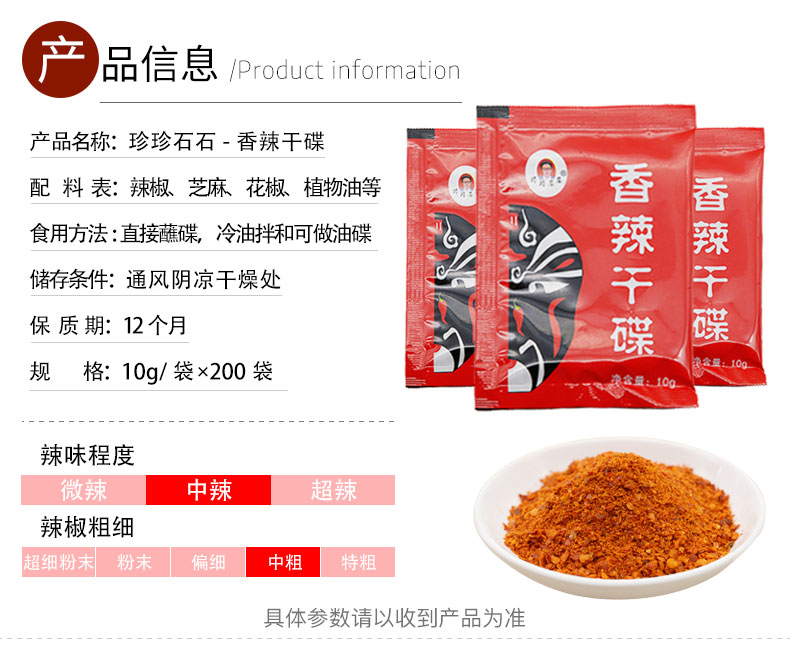 产品信息 /Product information
产品名称: 珍珍石石 - 香辣干碟
配 料 表: 辣椒、芝麻、花椒、植物油等
食用方法: 直接蘸碟, 冷油拌和可做油碟
储存条件: 通风阴凉干燥处
保 质 期: 12个月
规 格: 10g/ 袋×200 袋
香辣干碟
净含量: 10g
香辣干碟
净含量: 10g
辣味程度
微辣 中辣 超辣
辣椒粗细
超细粉末 粉末 偏细 中粗 特粗
具体参数请以收到产品为准